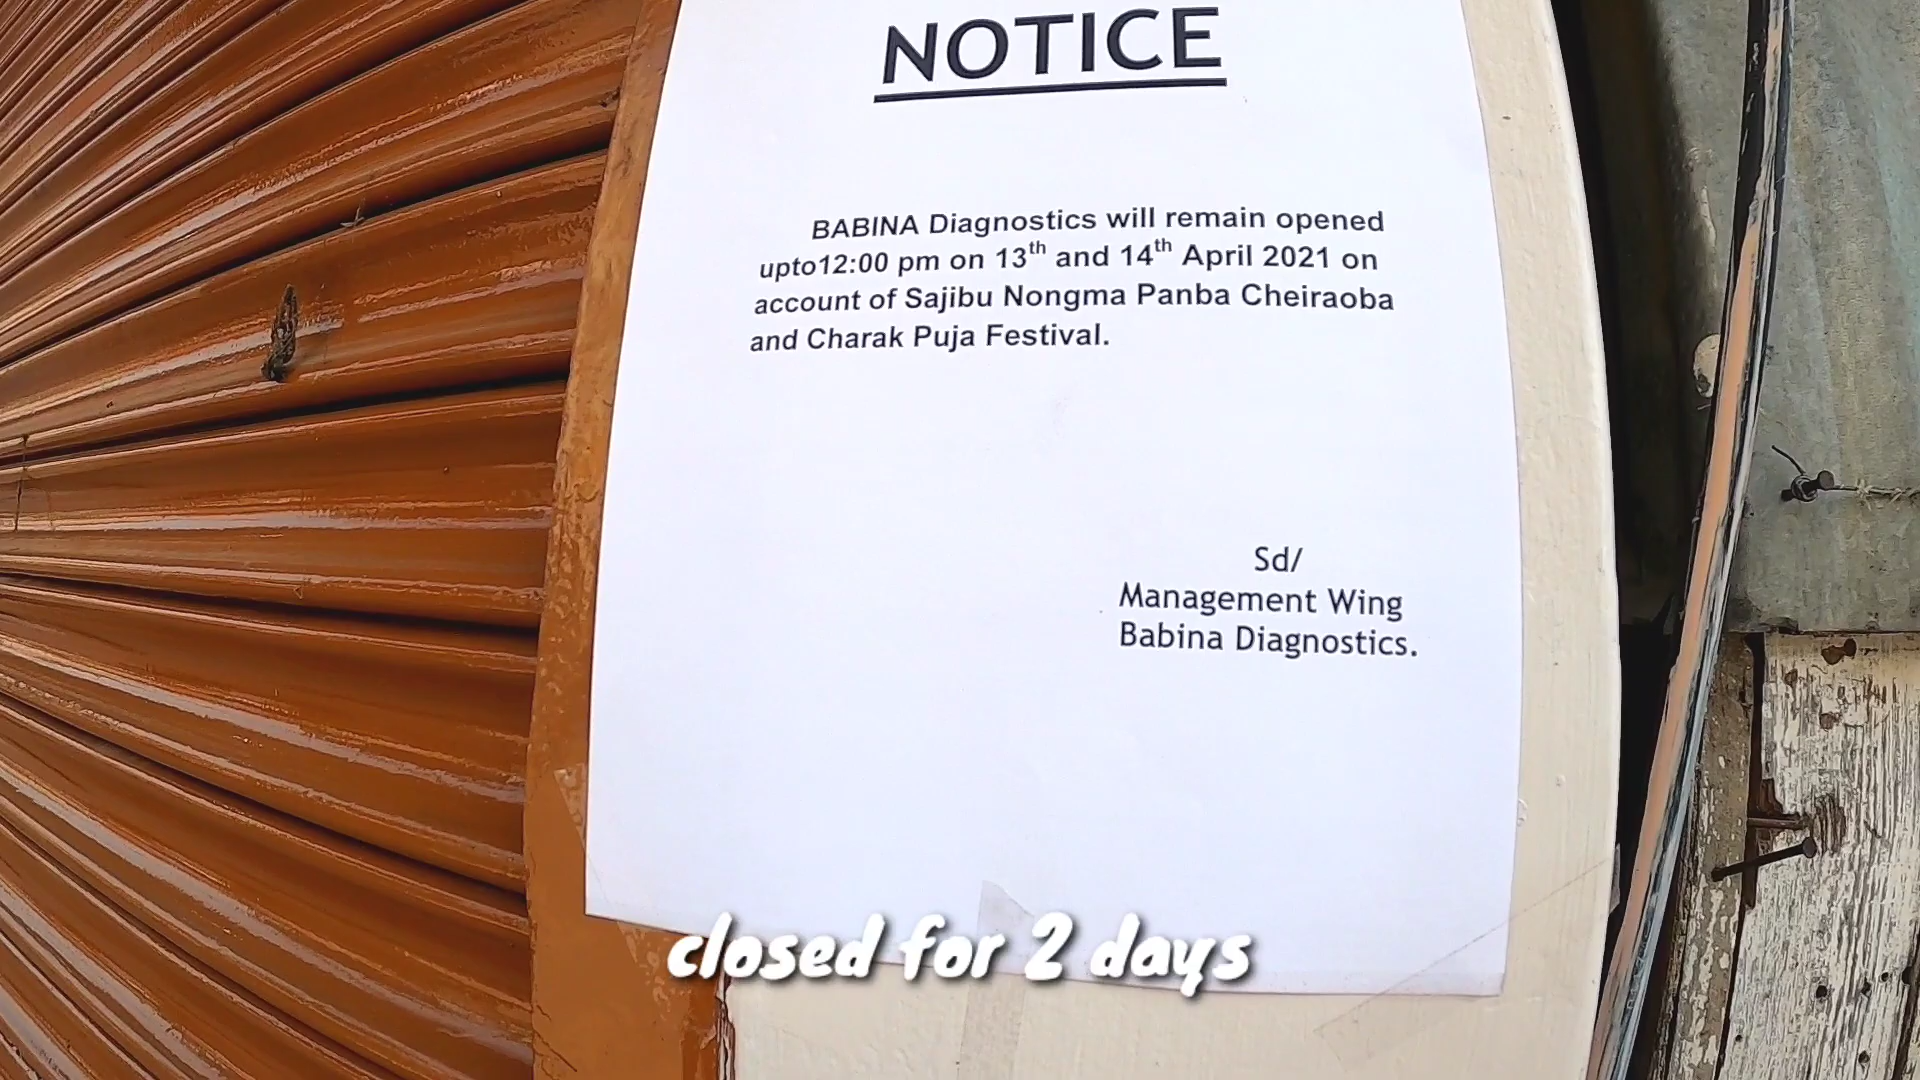 NOTICE
BABINA Diagnostics will remain opened
upto12:00 pm on 13th and 14th April 2021 on
account of Sajibu Nongma Panba Cheiraoba
and Charak Puja Festival.
Sd/
Management Wing
Babina Diagnostics.
closed for 2 days